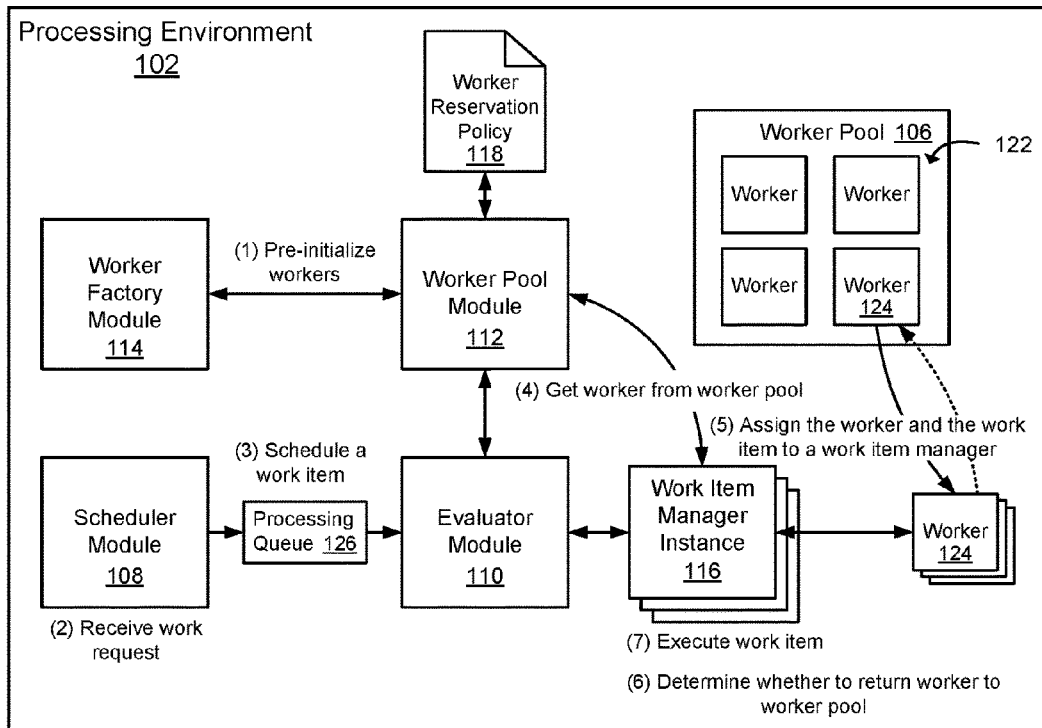 Processing Environment
102
Worker
Reservation
Policy
118
Worker Pool 106
122
Worker
Worker
Worker
Worker
124
(1) Pre-initialize
workers
Worker
Factory
Module
114
Worker Pool
Module
112
(4) Get worker from worker pool
(5) Assign the worker and the work
item to a work item manager
(3) Schedule a
work item
Scheduler
Module
108
Processing
Queue 126
Evaluator
Module
110
Work Item
Manager
Instance
116
Worker
124
(2) Receive work
request
(7) Execute work item
(6) Determine whether to return worker to
worker pool